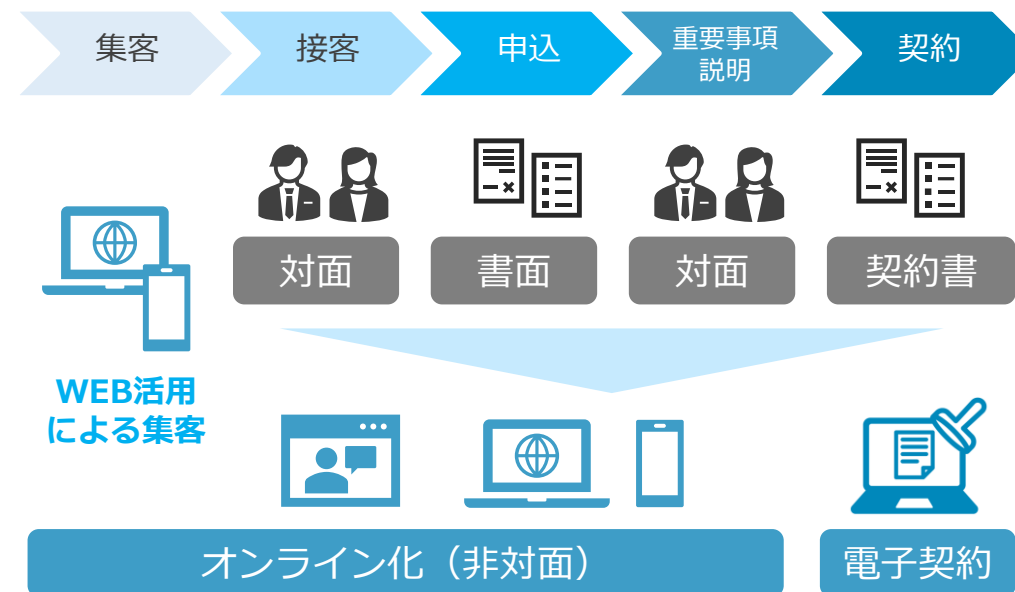 集客
接客
申込
重要事項
説明
契約
対面
書面
対面
契約書
WEB活用
による集客
オンライン化（非対面）
電子契約